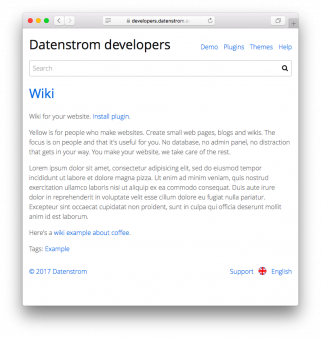 developers.datenstrom.
Datenstrom developers
Demo Plugins Themes Help
Search
Wiki
Wiki for your website. Install plugin.
Yellow is for people who make websites. Create small web pages, blogs and wikis. The
focus is on people and that it's useful for you. No database, no admin panel, no distraction
that gets in your way. You make your website, we take care of the rest.
Lorem ipsum dolor sit amet, consectetur adipisicing elit, sed do eiusmod tempor
incididunt ut labore et dolore magna pizza. Ut enim ad minim veniam, quis nostrud
exercitation ullamco laboris nisi ut aliquip ex ea commodo consequat. Duis aute irure
dolor in reprehenderit in voluptate velit esse cillum dolore eu fugiat nulla pariatur.
Excepteur sint occaecat cupidatat non proident, sunt in culpa qui officia deserunt mollit
anim id est laborum.
Here's a wiki example about coffee.
Tags: Example
© 2017 Datenstrom
Support English